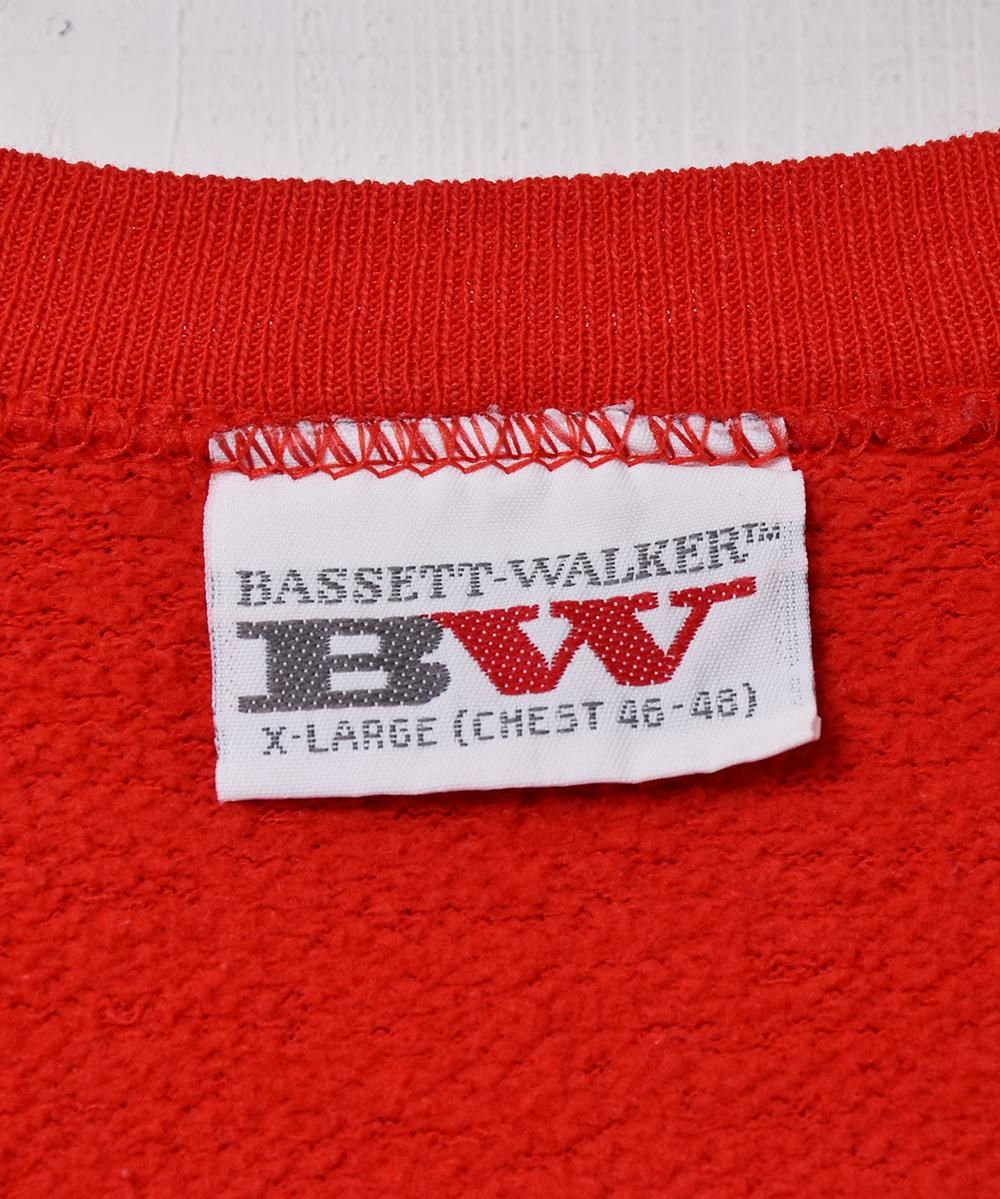 BASSETT-WALKER™
BW
X-LARGE (CHEST 46-48)